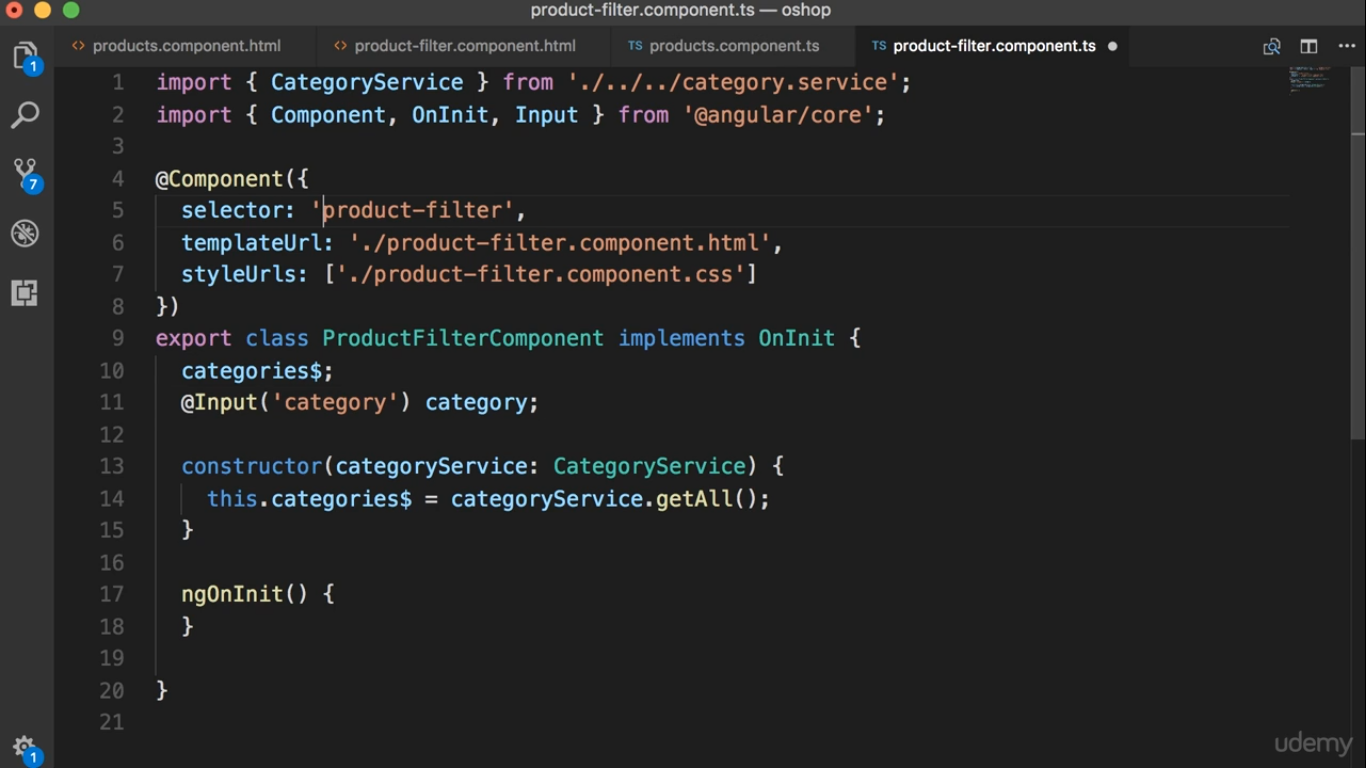 product-filter.component.ts — oshop
<> products.component.html <> product-filter.component.html TS products.component.ts TS product-filter.component.ts ●
1 import { CategoryService } from './../../category.service';
2 import { Component, OnInit, Input } from '@angular/core';
3
4 @Component({
5 selector: 'product-filter',
6 templateUrl: './product-filter.component.html',
7 styleUrls: ['./product-filter.component.css']
8 })
9 export class ProductFilterComponent implements OnInit {
10 categories$;
11 @Input('category') category;
12
13 constructor(categoryService: CategoryService) {
14 this.categories$ = categoryService.getAll();
15 }
16
17 ngOnInit() {
18 }
19
20 }
21
1
7
1
udemy